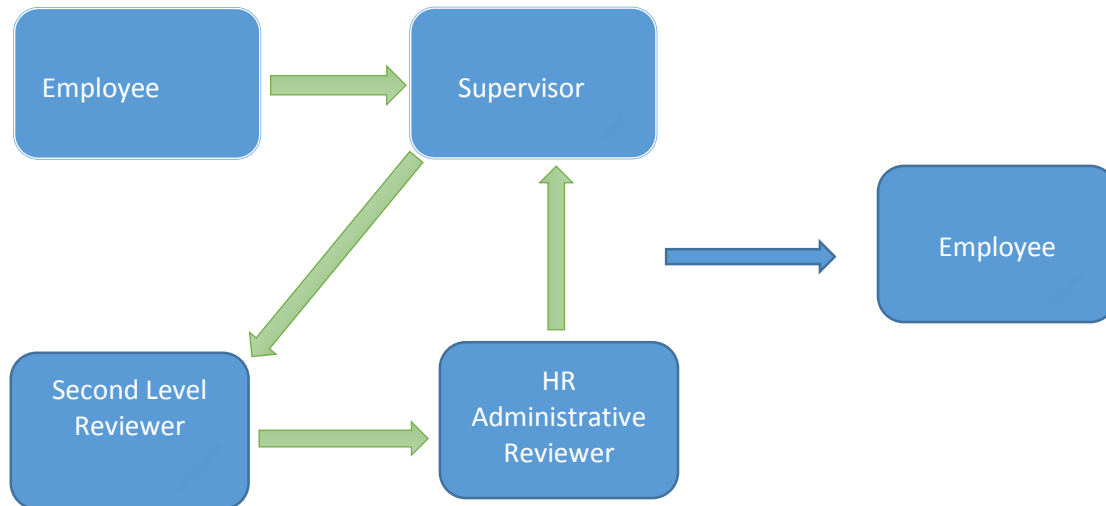 Employee
Supervisor
Employee
Second Level
Reviewer
HR
Administrative
Reviewer